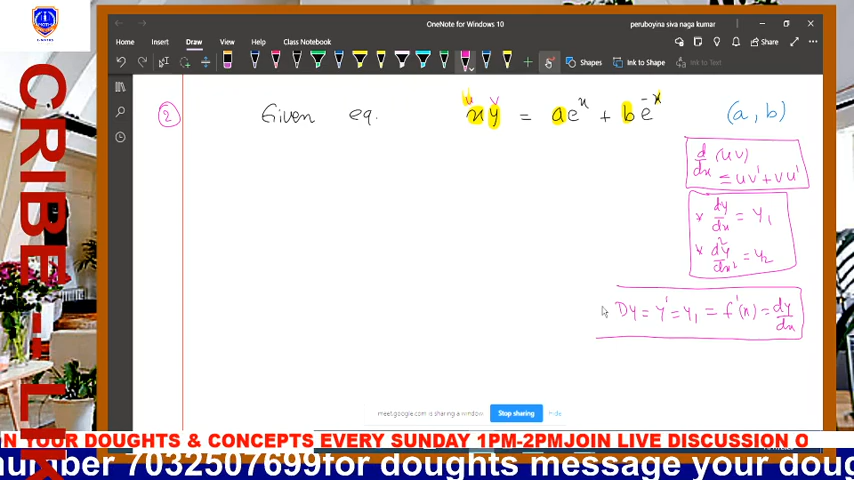 OneNote for Windows 10
peruboyina siva naga kumar
Home Insert Draw View Help Class Notebook
Share
Shapes
Ink to Shape
Ink to Text
2 Given eq. xy = ae^x + be^-x (a, b)
u v
d/dx (uv)
≤ uv' + vu'
* dy/dx = y₁
* d²y/dx² = y₂
Dy = y' = y₁ = f'(x) = dy/dx
meet.google.com is sharing a window. Stop sharing Hide
CRIBE -- LIK
N YOUR DOUGHTS & CONCEPTS EVERY SUNDAY 1PM-2PMJOIN LIVE DISCUSSION O
number 7032507699for doughts message your doug